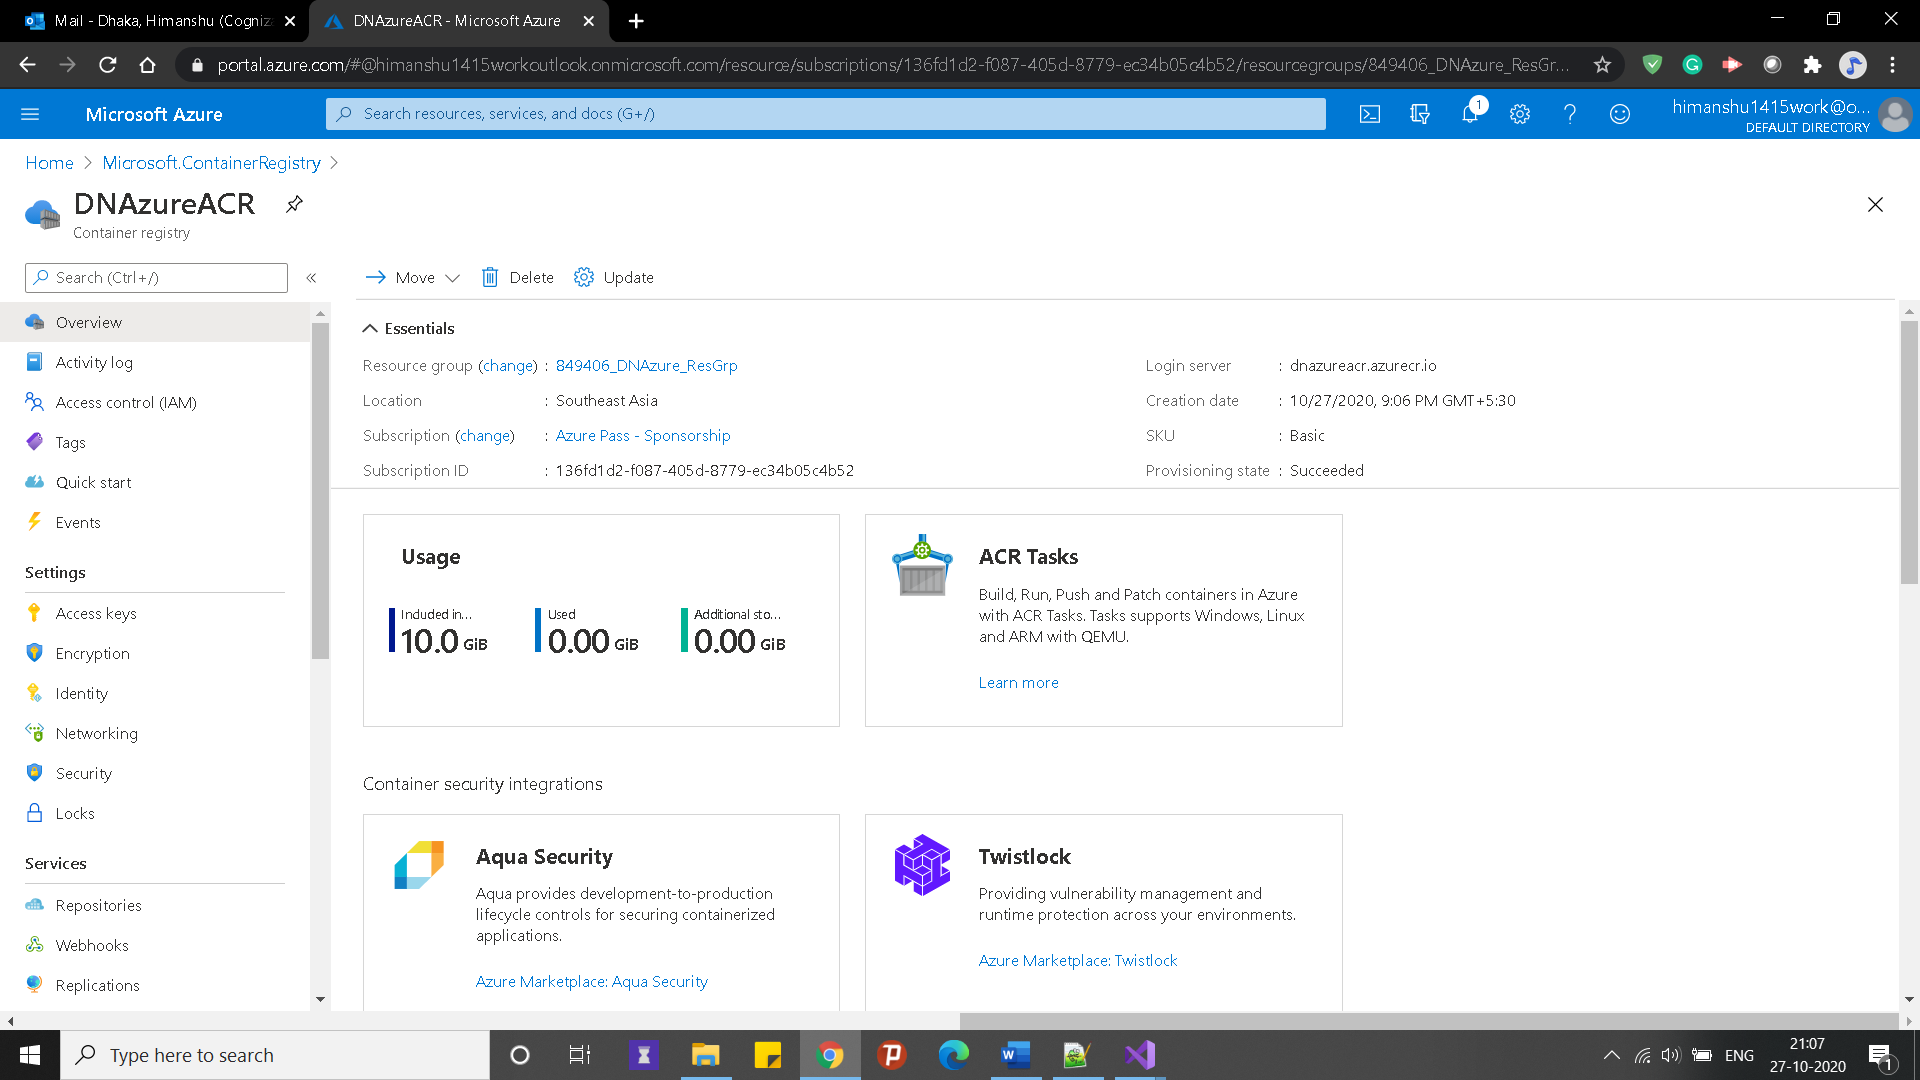 Mail - Dhaka, Himanshu (Cogniz
DNAzureACR - Microsoft Azure
portal.azure.com/#@himanshu1415workoutlook.onmicrosoft.com/resource/subscriptions/136fd1d2-f087-405d-8779-ec34b05c4b52/resourcegroups/849406_DNAzure_ResGr...
Microsoft Azure
Search resources, services, and docs (G+/)
1
himanshu1415work@o...
DEFAULT DIRECTORY
Home > Microsoft.ContainerRegistry >
DNAzureACR
Container registry
Search (Ctrl+/)
«
Overview
Activity log
Access control (IAM)
Tags
Quick start
Events
Settings
Access keys
Encryption
Identity
Networking
Security
Locks
Services
Repositories
Webhooks
Replications
Move
Delete
Update
Essentials
Resource group (change) : 849406_DNAzure_ResGrp
Location : Southeast Asia
Subscription (change) : Azure Pass - Sponsorship
Subscription ID : 136fd1d2-f087-405d-8779-ec34b05c4b52
Login server : dnazureacr.azurecr.io
Creation date : 10/27/2020, 9:06 PM GMT+5:30
SKU : Basic
Provisioning state : Succeeded
Usage
Included in...
10.0 GiB
Used
0.00 GiB
Additional sto...
0.00 GiB
ACR Tasks
Build, Run, Push and Patch containers in Azure
with ACR Tasks. Tasks supports Windows, Linux
and ARM with QEMU.
Learn more
Container security integrations
Aqua Security
Aqua provides development-to-production
lifecycle controls for securing containerized
applications.
Azure Marketplace: Aqua Security
Twistlock
Providing vulnerability management and
runtime protection across your environments.
Azure Marketplace: Twistlock
Type here to search
ENG
21:07
27-10-2020
1